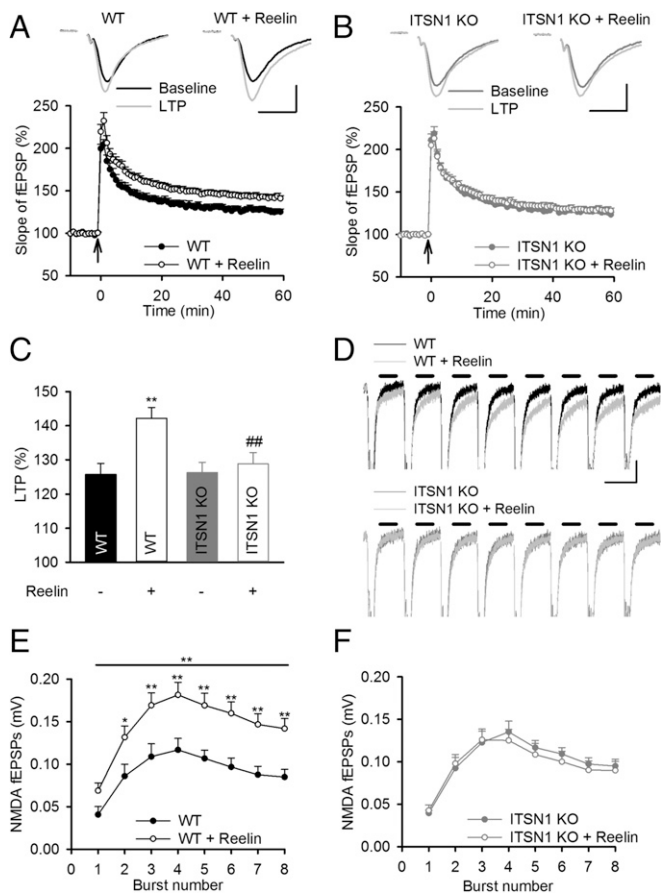 A
WT
WT + Reelin
Baseline
LTP
Slope of fEPSP (%)
250
200
150
100
50
0
20
40
60
Time (min)
WT
WT + Reelin
B
ITSN1 KO
ITSN1 KO + Reelin
Baseline
LTP
Slope of fEPSP (%)
250
200
150
100
50
0
20
40
60
Time (min)
ITSN1 KO
ITSN1 KO + Reelin
C
LTP (%)
150
140
130
120
110
100
**
##
WT
WT
ITSN1 KO
ITSN1 KO
Reelin - + - +
D
WT
WT + Reelin
ITSN1 KO
ITSN1 KO + Reelin
E
NMDA fEPSPs (mV)
0.20
0.15
0.10
0.05
0.00
**
* ** ** ** ** ** **
0 1 2 3 4 5 6 7 8
Burst number
WT
WT + Reelin
F
NMDA fEPSPs (mV)
0.20
0.15
0.10
0.05
0.00
0 1 2 3 4 5 6 7 8
Burst number
ITSN1 KO
ITSN1 KO + Reelin